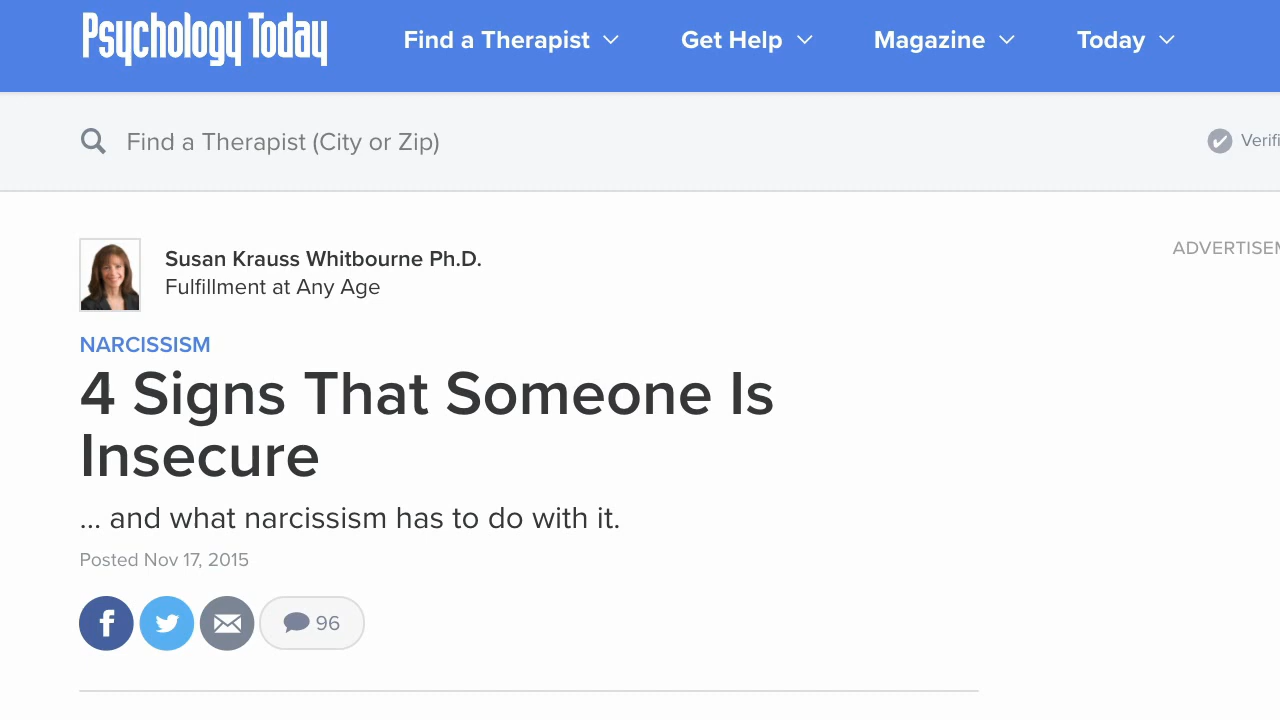 Psychology Today
Find a Therapist Get Help Magazine Today
Find a Therapist (City or Zip)
Susan Krauss Whitbourne Ph.D.
Fulfillment at Any Age
NARCISSISM
4 Signs That Someone Is
Insecure
... and what narcissism has to do with it.
Posted Nov 17, 2015
96